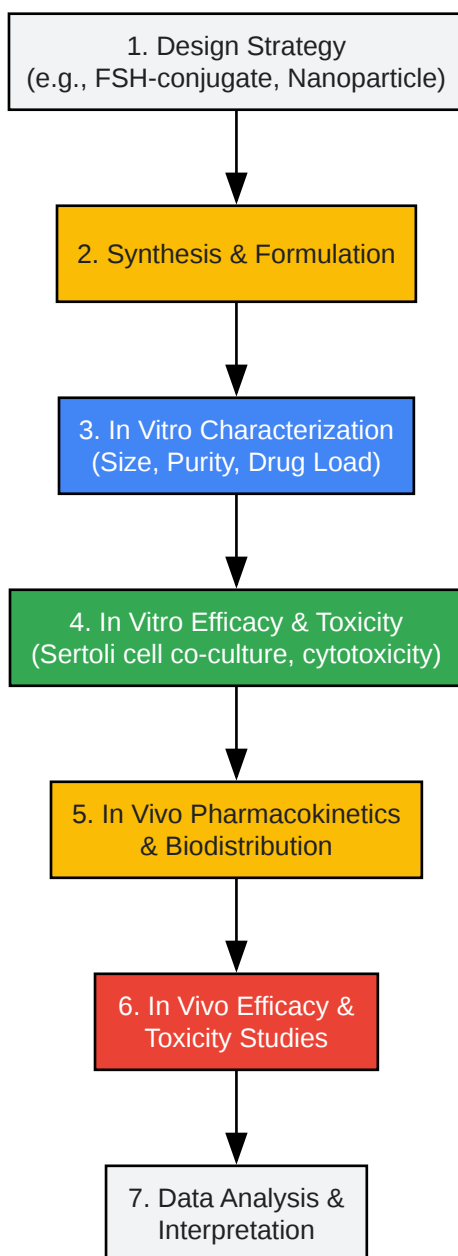 1. Design Strategy
(e.g., FSH-conjugate, Nanoparticle)
2. Synthesis & Formulation
3. In Vitro Characterization
(Size, Purity, Drug Load)
4. In Vitro Efficacy & Toxicity
(Sertoli cell co-culture, cytotoxicity)
5. In Vivo Pharmacokinetics
& Biodistribution
6. In Vivo Efficacy &
Toxicity Studies
7. Data Analysis &
Interpretation